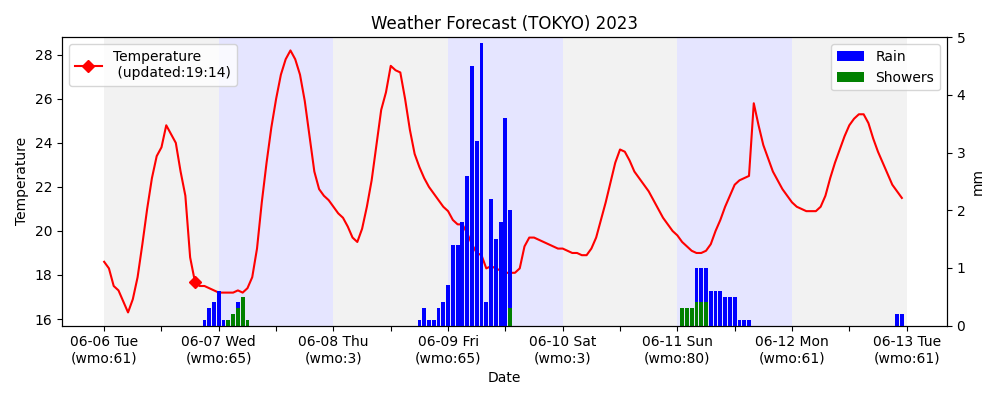 Weather Forecast (TOKYO) 2023
Temperature
(updated:19:14)
Rain
Showers
28
26
24
22
20
18
16
Temperature
5
4
3
2
1
0
mm
06-06 Tue
(wmo:61)
06-07 Wed
(wmo:65)
06-08 Thu
(wmo:3)
06-09 Fri
(wmo:65)
06-10 Sat
(wmo:3)
06-11 Sun
(wmo:80)
06-12 Mon
(wmo:61)
06-13 Tue
(wmo:61)
Date